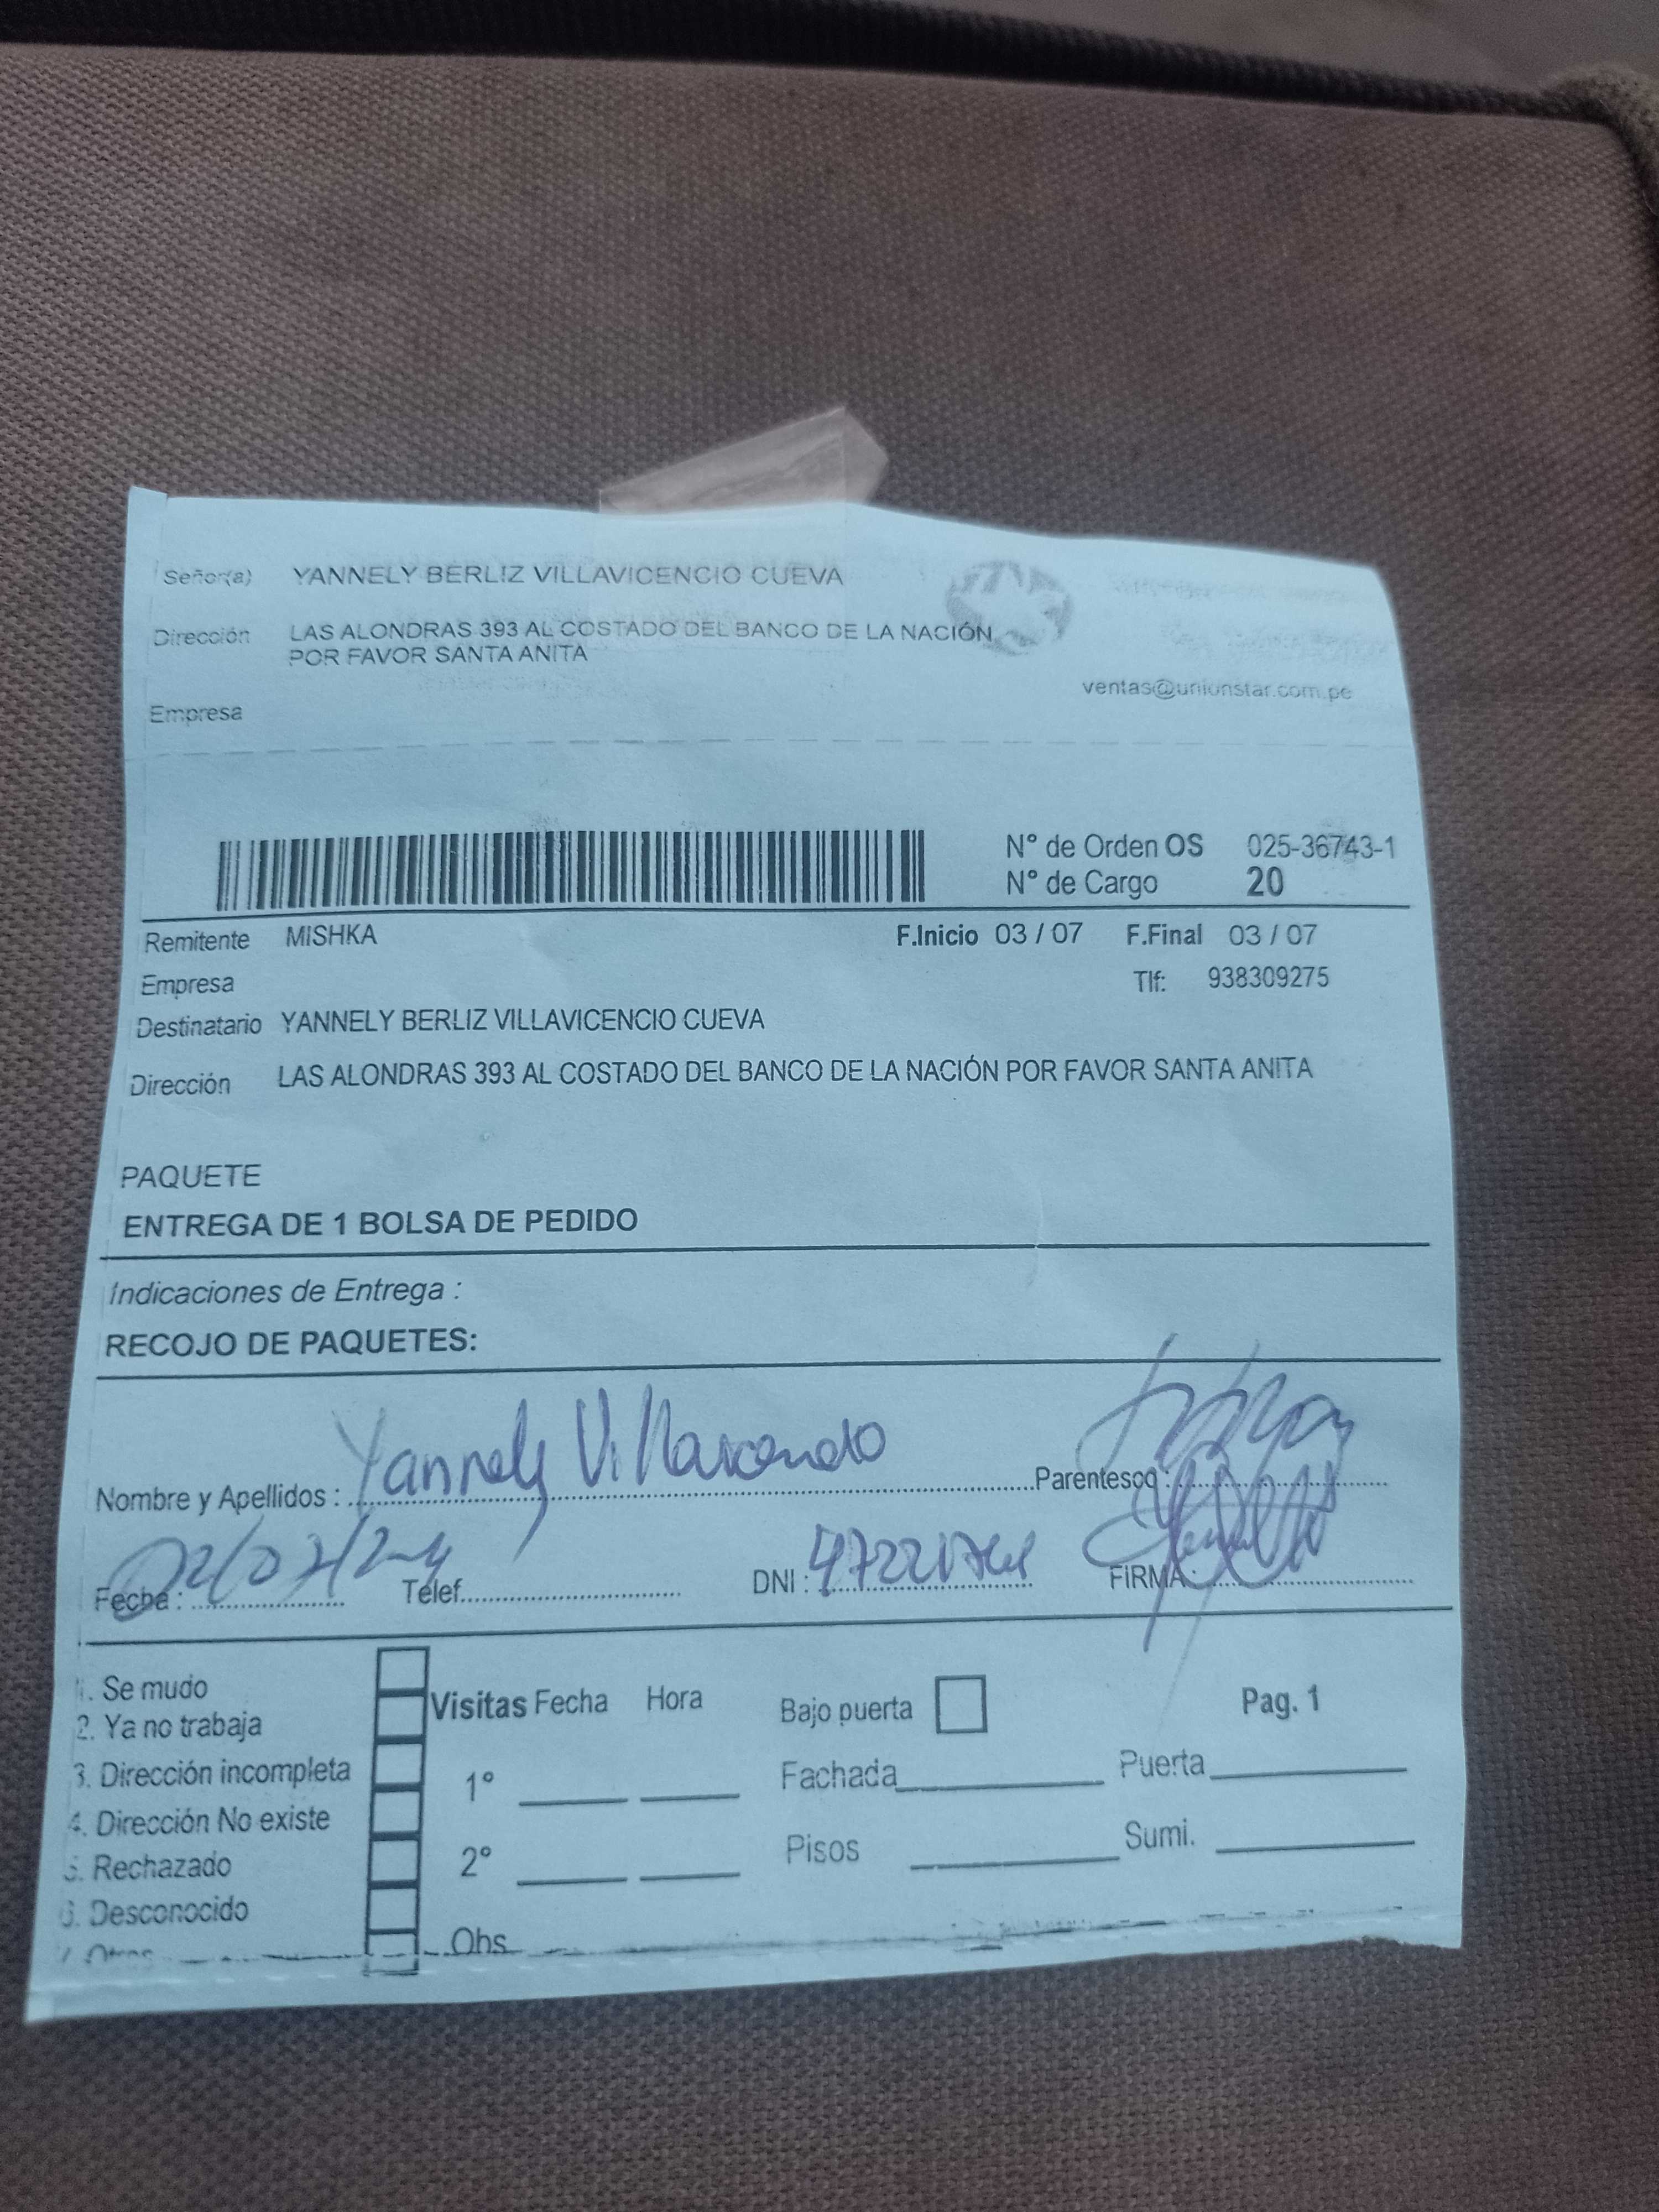 Señor(a) YANNELY BERLIZ VILLAVICENCIO CUEVA
Dirección LAS ALONDRAS 393 AL COSTADO DEL BANCO DE LA NACIÓN
POR FAVOR SANTA ANITA
ventas@unionstar.com.pe
Empresa
N° de Orden OS 025-36743-1
N° de Cargo 20
Remitente MISHKA F.Inicio 03 / 07 F.Final 03 / 07
Empresa Tlf: 938309275
Destinatario YANNELY BERLIZ VILLAVICENCIO CUEVA
Dirección LAS ALONDRAS 393 AL COSTADO DEL BANCO DE LA NACIÓN POR FAVOR SANTA ANITA
PAQUETE
ENTREGA DE 1 BOLSA DE PEDIDO
Indicaciones de Entrega :
RECOJO DE PAQUETES:
Nombre y Apellidos : Yannely Parentesco :
Fecha : Telef. DNI : FIRMA :
1. Se mudo
2. Ya no trabaja
3. Dirección incompleta
4. Dirección No existe
5. Rechazado
6. Desconocido
7. Otros
Visitas Fecha Hora
1°
2°
Obs.
Bajo puerta Pag. 1
Fachada Puerta
Pisos Sumi.